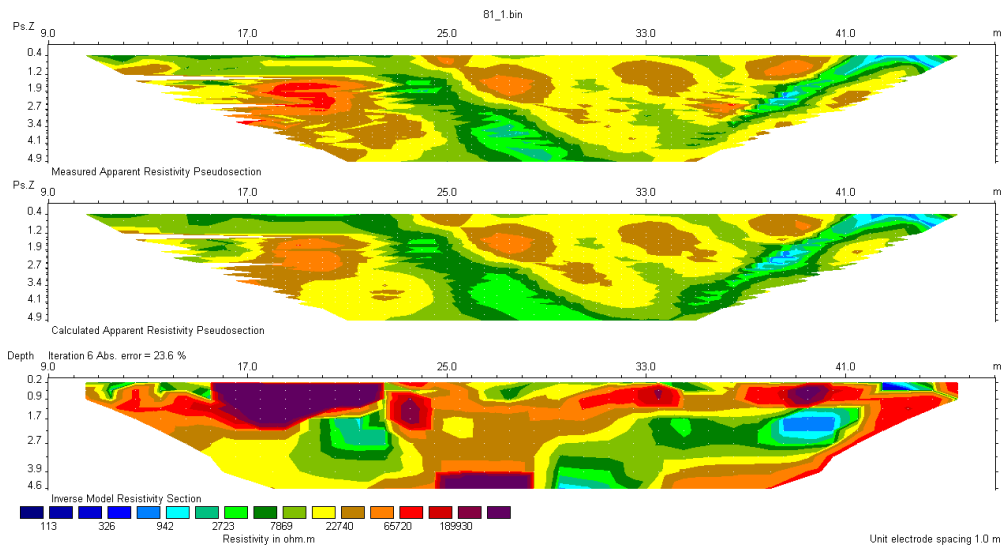 81_1.bin
Ps.Z
9.0 17.0 25.0 33.0 41.0 m
0.4
1.2
1.9
2.7
3.4
4.1
4.9
Measured Apparent Resistivity Pseudosection
Ps.Z
9.0 17.0 25.0 33.0 41.0 m
0.4
1.2
1.9
2.7
3.4
4.1
4.9
Calculated Apparent Resistivity Pseudosection
Depth Iteration 6 Abs. error = 23.6 %
9.0 17.0 25.0 33.0 41.0 m
0.2
0.9
1.7
2.7
3.9
4.6
Inverse Model Resistivity Section
113 326 942 2723 7869 22740 65720 189930
Resistivity in ohm.m Unit electrode spacing 1.0 m